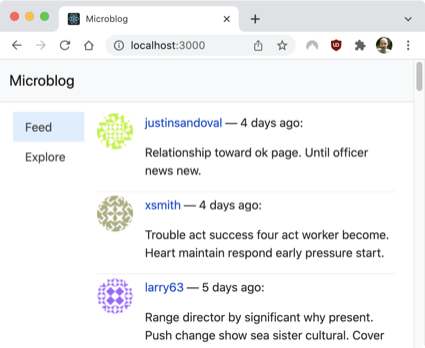 Microblog
localhost:3000
Microblog
Feed
Explore
justinsandoval — 4 days ago:
Relationship toward ok page. Until officer
news new.
xsmith — 4 days ago:
Trouble act success four act worker become.
Heart maintain respond early pressure start.
larry63 — 5 days ago:
Range director by significant why present.
Push change show sea sister cultural. Cover